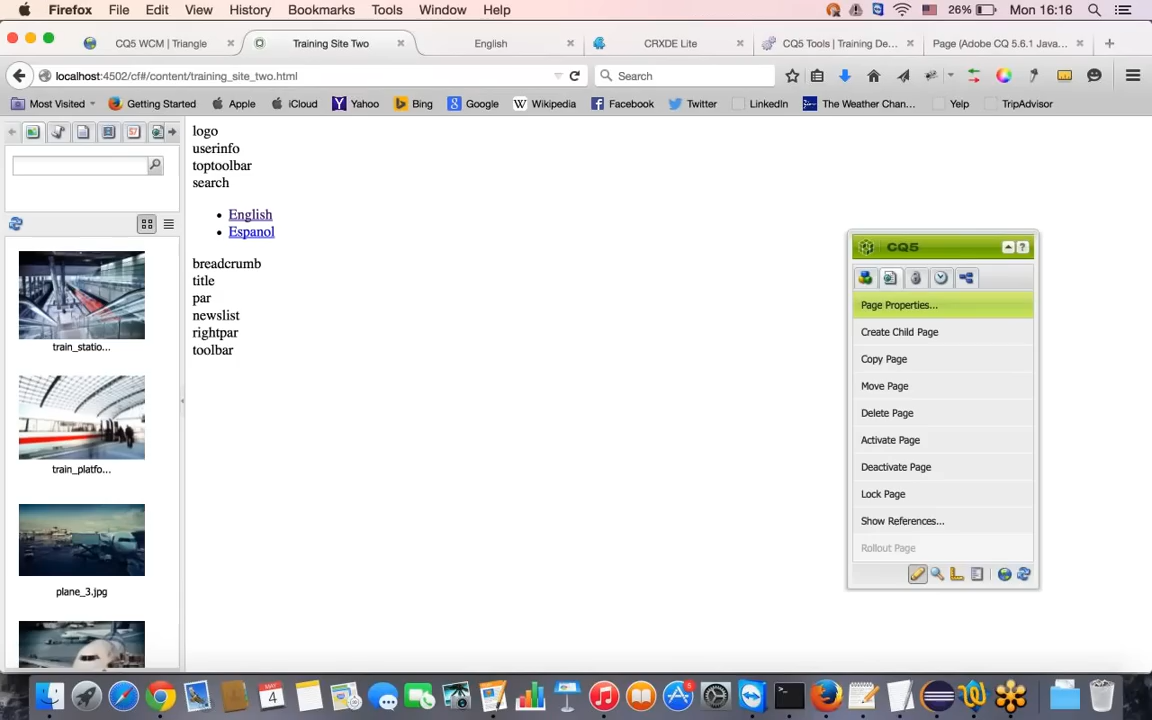 Firefox File Edit View History Bookmarks Tools Window Help 26% Mon 16:16
CQ5 WCM | Triangle Training Site Two English CRXDE Lite CQ5 Tools | Training De... Page (Adobe CQ 5.6.1 Java...
localhost:4502/cf#/content/training_site_two.html Search
Most Visited Getting Started Apple iCloud Yahoo Bing Google Wikipedia Facebook Twitter LinkedIn The Weather Chan... Yelp TripAdvisor
logo
userinfo
toptoolbar
search
English
Espanol
breadcrumb
title
par
newslist
rightpar
toolbar
train_statio...
train_platfo...
plane_3.jpg
CQ5
Page Properties...
Create Child Page
Copy Page
Move Page
Delete Page
Activate Page
Deactivate Page
Lock Page
Show References...
Rollout Page